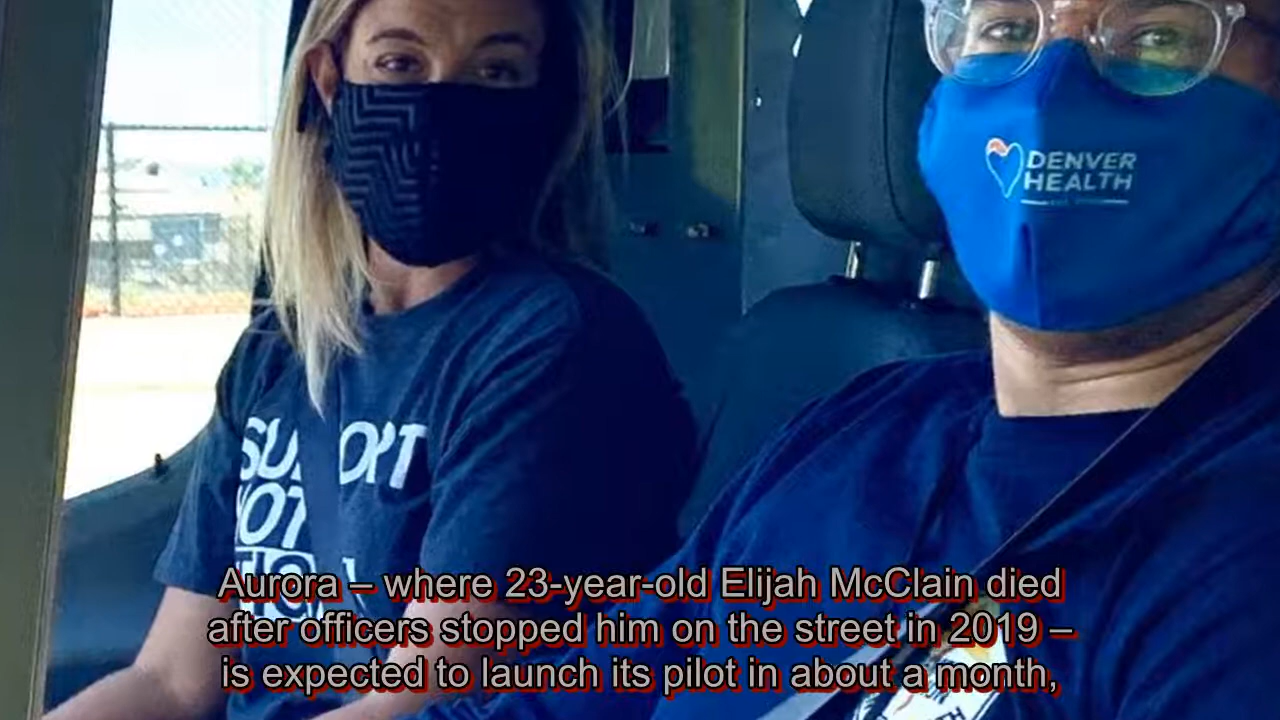 DENVER
HEALTH
Aurora – where 23-year-old Elijah McClain died
after officers stopped him on the street in 2019 –
is expected to launch its pilot in about a month,